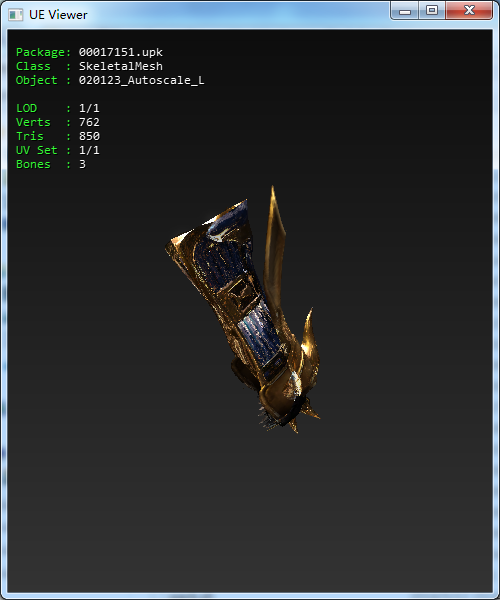 UE Viewer
Package: 00017151.upk
Class : SkeletalMesh
Object : 020123_Autoscale_L
LOD : 1/1
Verts : 762
Tris : 850
UV Set : 1/1
Bones : 3